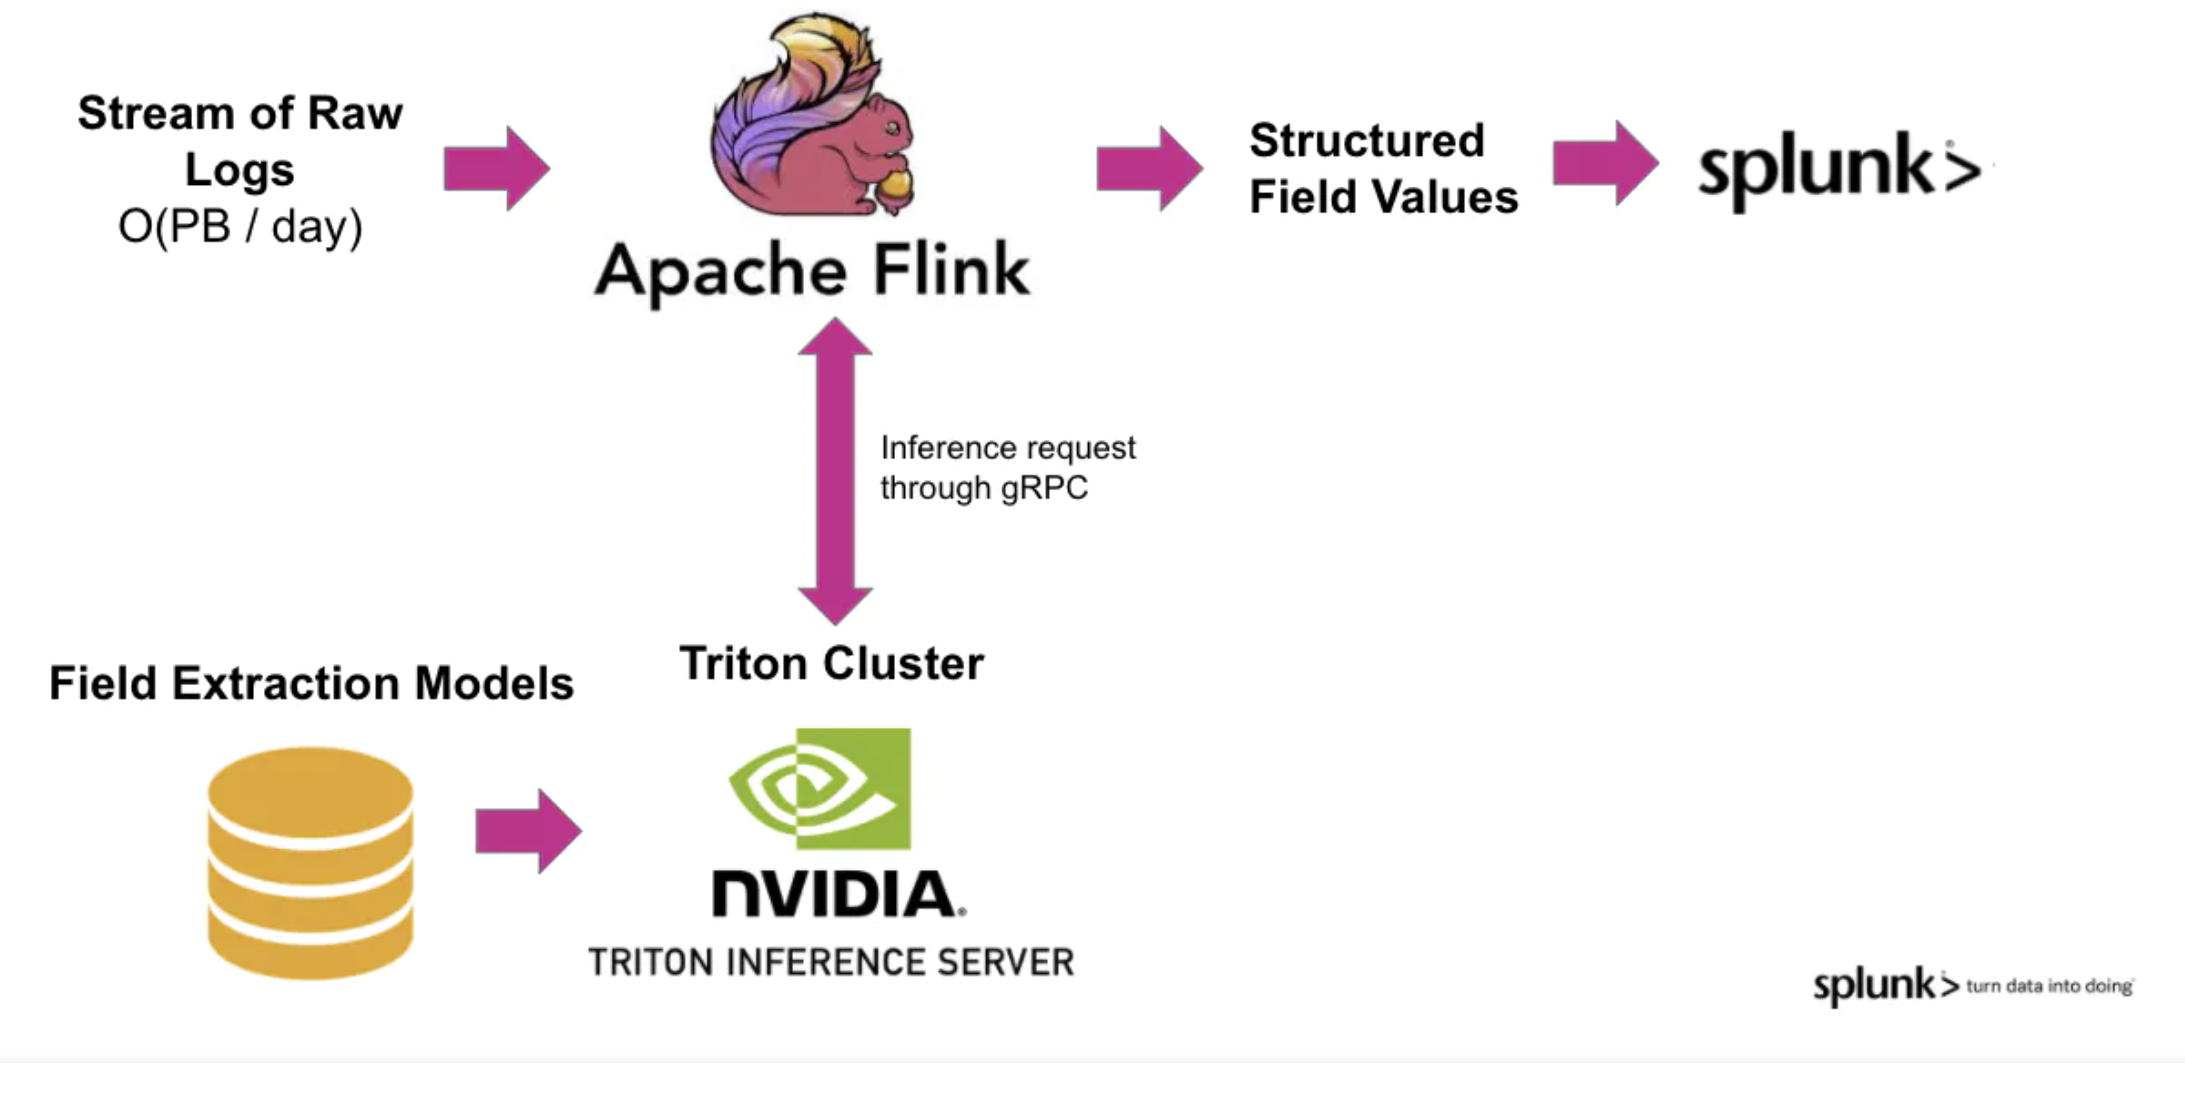 Stream of Raw
Logs
O(PB / day)
Apache Flink
Structured
Field Values
splunk>
Inference request
through gRPC
Field Extraction Models
Triton Cluster
nVIDIA.
TRITON INFERENCE SERVER
splunk> turn data into doing